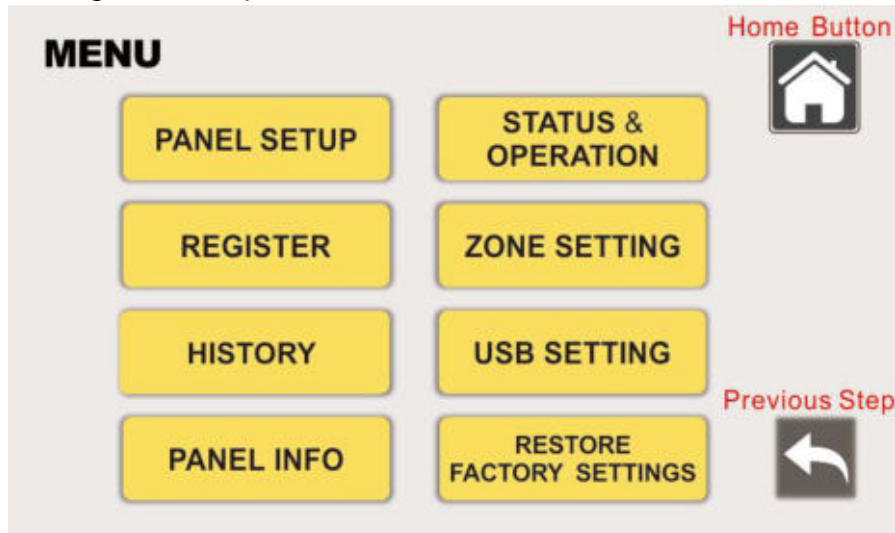 Home Button
MENU
PANEL SETUP
STATUS &
OPERATION
REGISTER
ZONE SETTING
HISTORY
USB SETTING
Previous Step
PANEL INFO
RESTORE
FACTORY SETTINGS